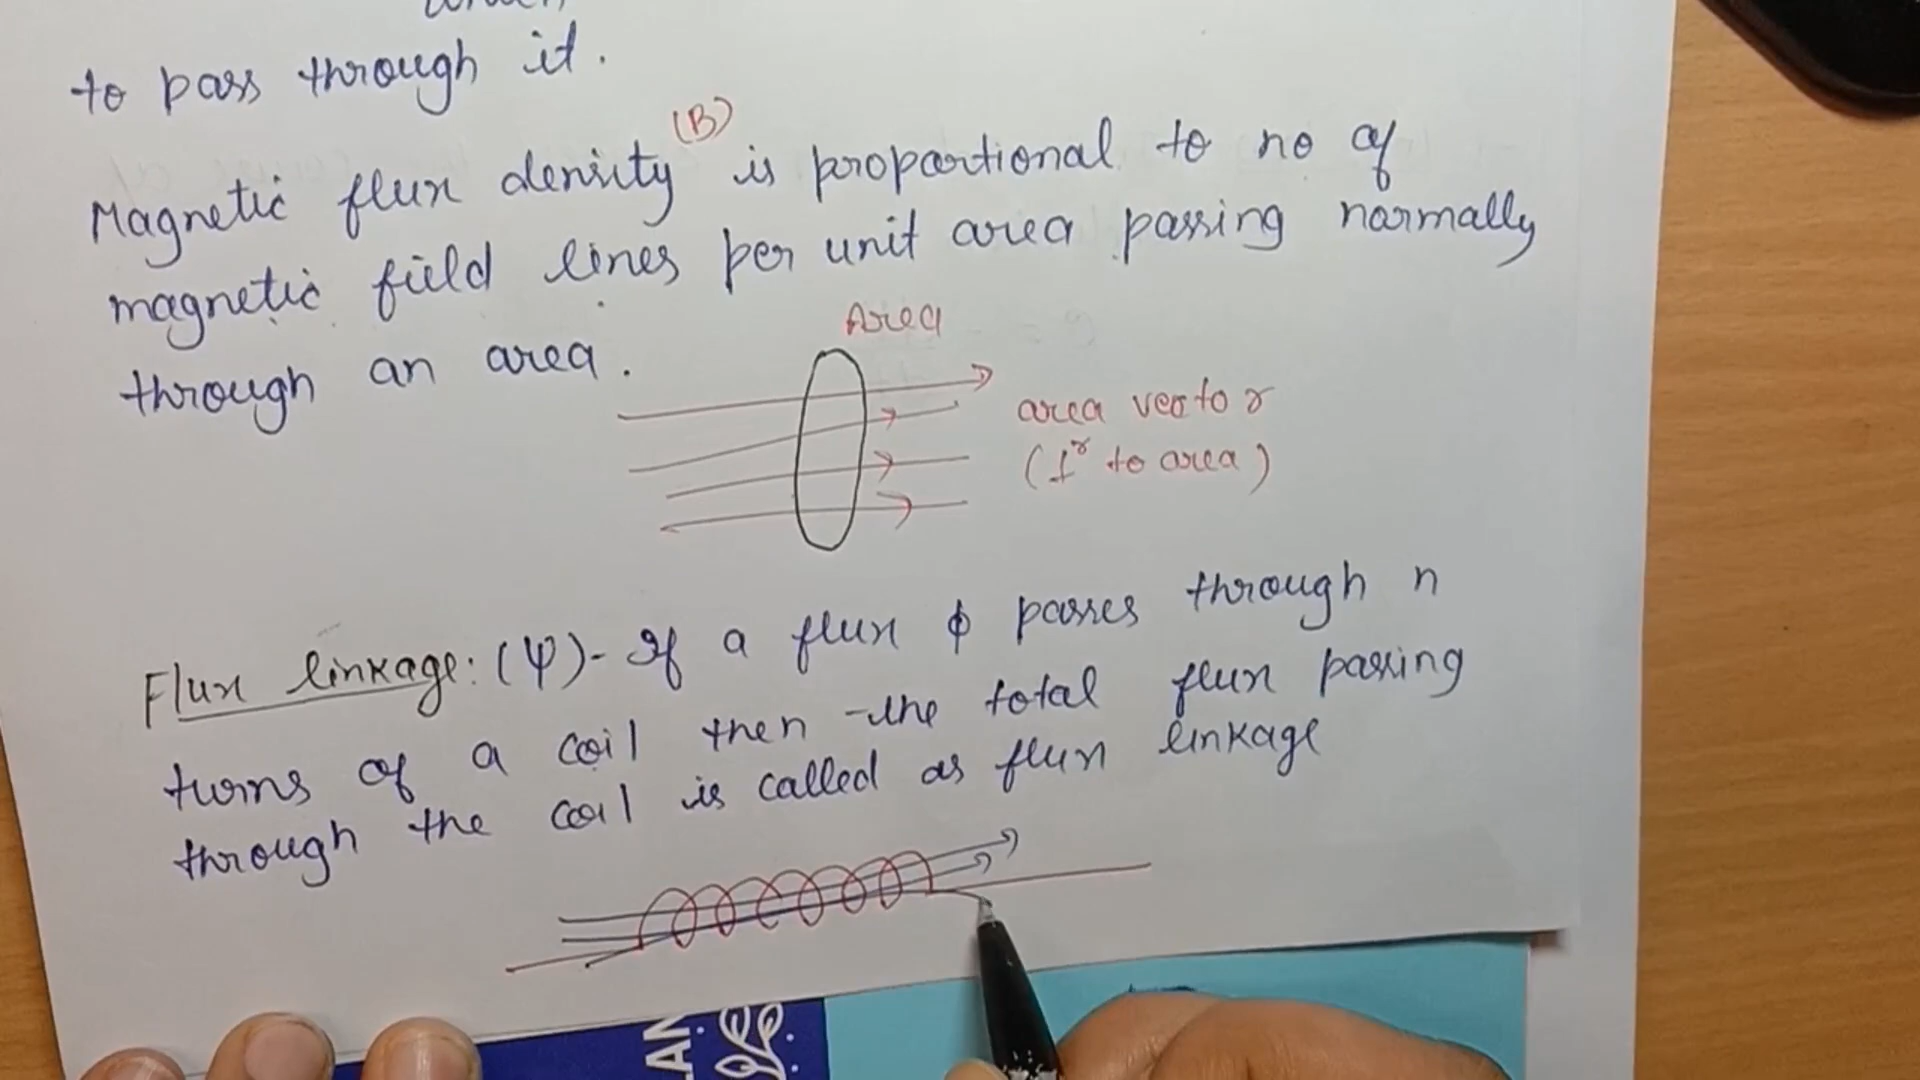 to pass through it.
Magnetic flux density (B) is proportional to no of
magnetic field lines per unit area passing normally
through an area.
Area
area vector
(⊥r to area)
Flux linkage: (Ψ)- If a flux ϕ passes through n
turns of a coil then the total flux passing
through the coil is called as flux linkage
LAN